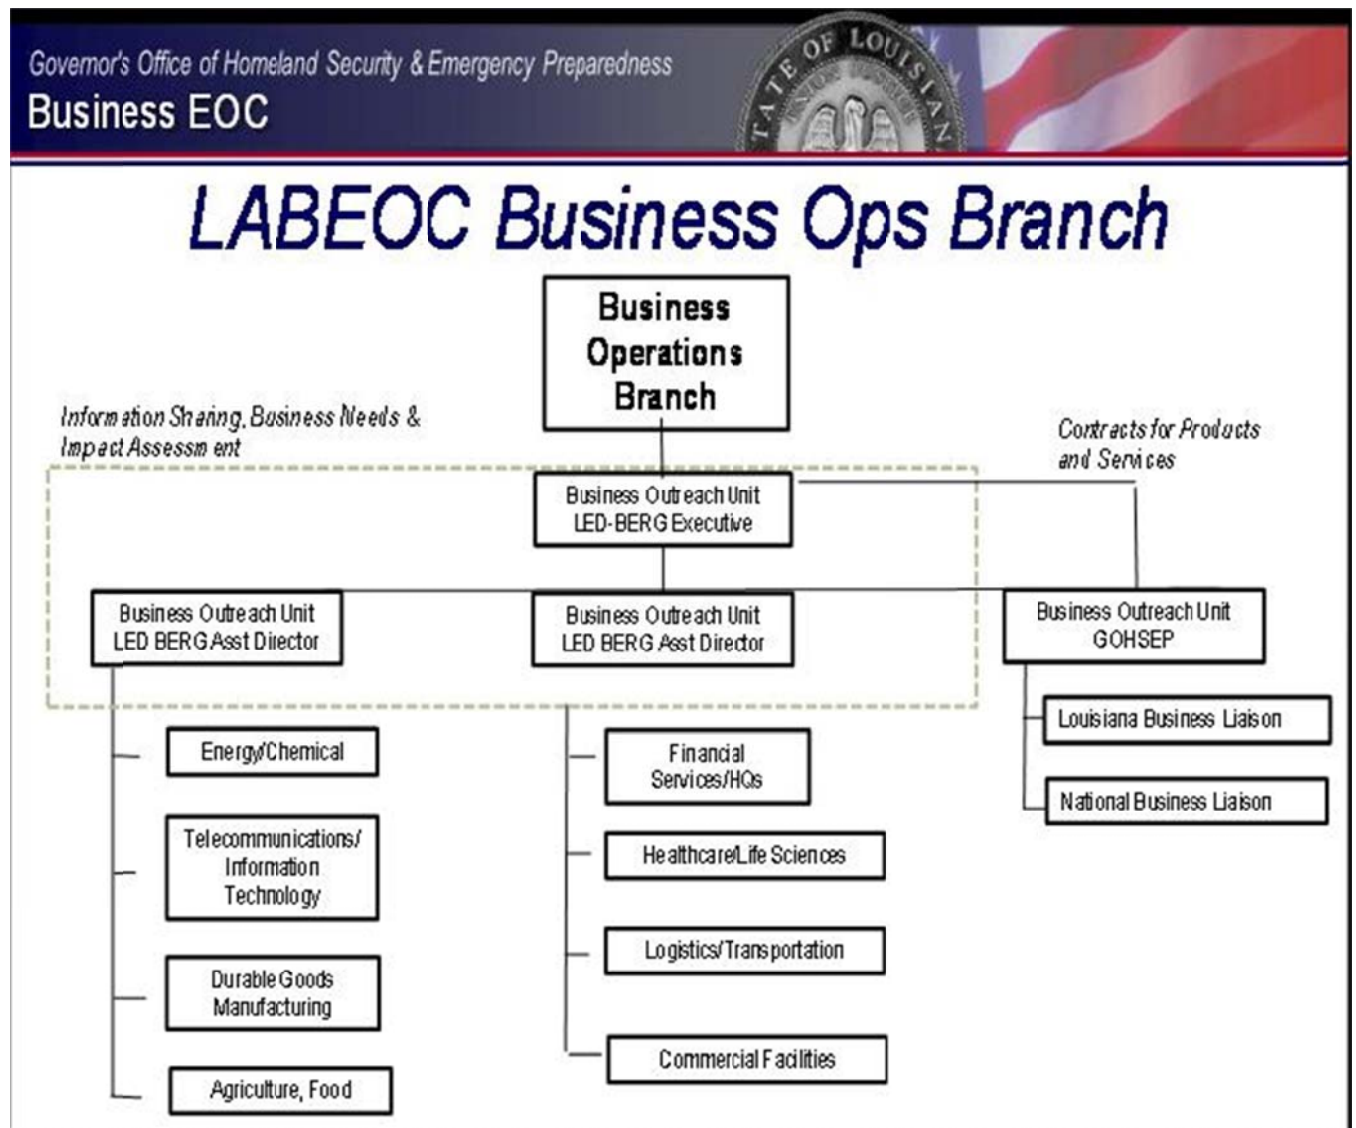 Governor's Office of Homeland Security & Emergency Preparedness
Business EOC
STATE OF LOUISIAN
LABEOC Business Ops Branch
Business
Operations
Branch
Information Sharing, Business Needs &
Impact Assessment
Contracts for Products
and Services
Business Outreach Unit
LED-BERG Executive
Business Outreach Unit
LED BERG Asst Director
Business Outreach Unit
LED BERG Asst Director
Business Outreach Unit
GOHSEP
Louisiana Business Liaison
National Business Liaison
Energy/Chemical
Telecommunications/
Information
Technology
Durable Goods
Manufacturing
Agriculture, Food
Financial
Services/HQs
Healthcare/Life Sciences
Logistics/Transportation
Commercial Facilities